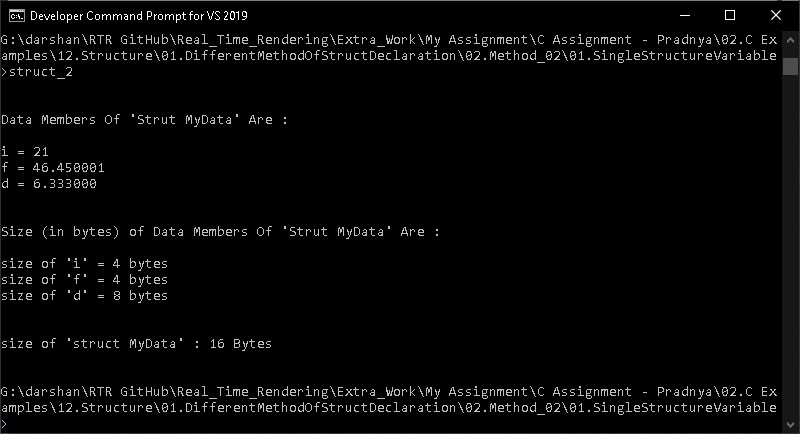 Developer Command Prompt for VS 2019
G:\darshan\RTR GitHub\Real_Time_Rendering\Extra_Work\My Assignment\C Assignment - Pradnya\02.C Ex
amples\12.Structure\01.DifferentMethodOfStructDeclaration\02.Method_02\01.SingleStructureVariable
>struct_2
Data Members Of 'Strut MyData' Are :
i = 21
f = 46.450001
d = 6.333000
Size (in bytes) of Data Members Of 'Strut MyData' Are :
size of 'i' = 4 bytes
size of 'f' = 4 bytes
size of 'd' = 8 bytes
size of 'struct MyData' : 16 Bytes
G:\darshan\RTR GitHub\Real_Time_Rendering\Extra_Work\My Assignment\C Assignment - Pradnya\02.C Ex
amples\12.Structure\01.DifferentMethodOfStructDeclaration\02.Method_02\01.SingleStructureVariable
>